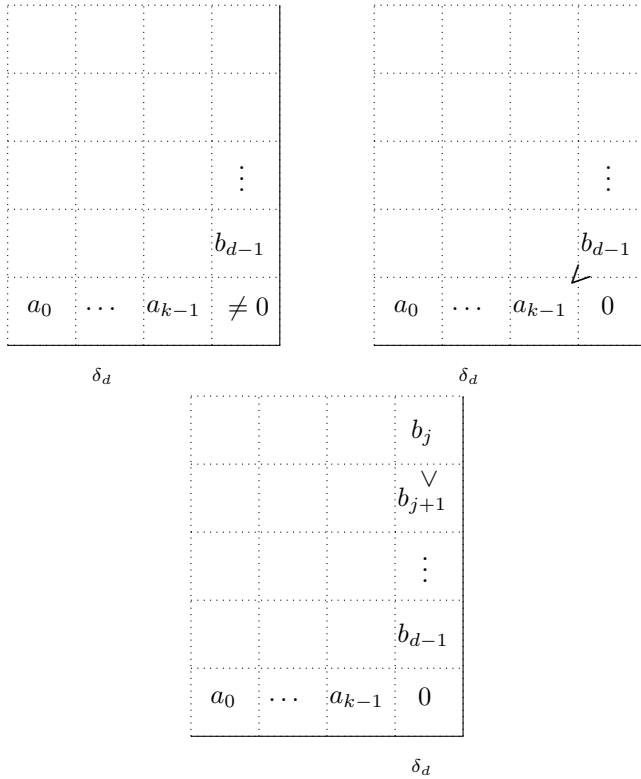 ⋮ ⋮
b_{d−1} b_{d−1}
<
a_0 ⋯ a_{k−1} ≠ 0 a_0 ⋯ a_{k−1} 0
δ_d δ_d
b_j
∨
b_{j+1}
⋮
b_{d−1}
a_0 ⋯ a_{k−1} 0
δ_d